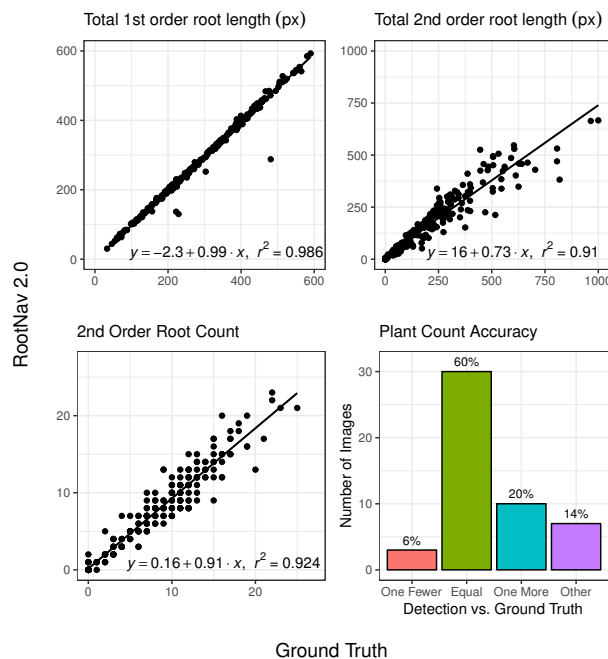 Total 1st order root length (px)
Total 2nd order root length (px)
600
400
200
0
0
200
400
600
y = −2.3 + 0.99 · x, r² = 0.986
1000
750
500
250
0
0
250
500
750
1000
y = 16 + 0.73 · x, r² = 0.91
RootNav 2.0
2nd Order Root Count
Plant Count Accuracy
20
10
0
0
10
20
y = 0.16 + 0.91 · x, r² = 0.924
Number of Images
30
20
10
0
6%
60%
20%
14%
One Fewer
Equal
One More
Other
Detection vs. Ground Truth
Ground Truth